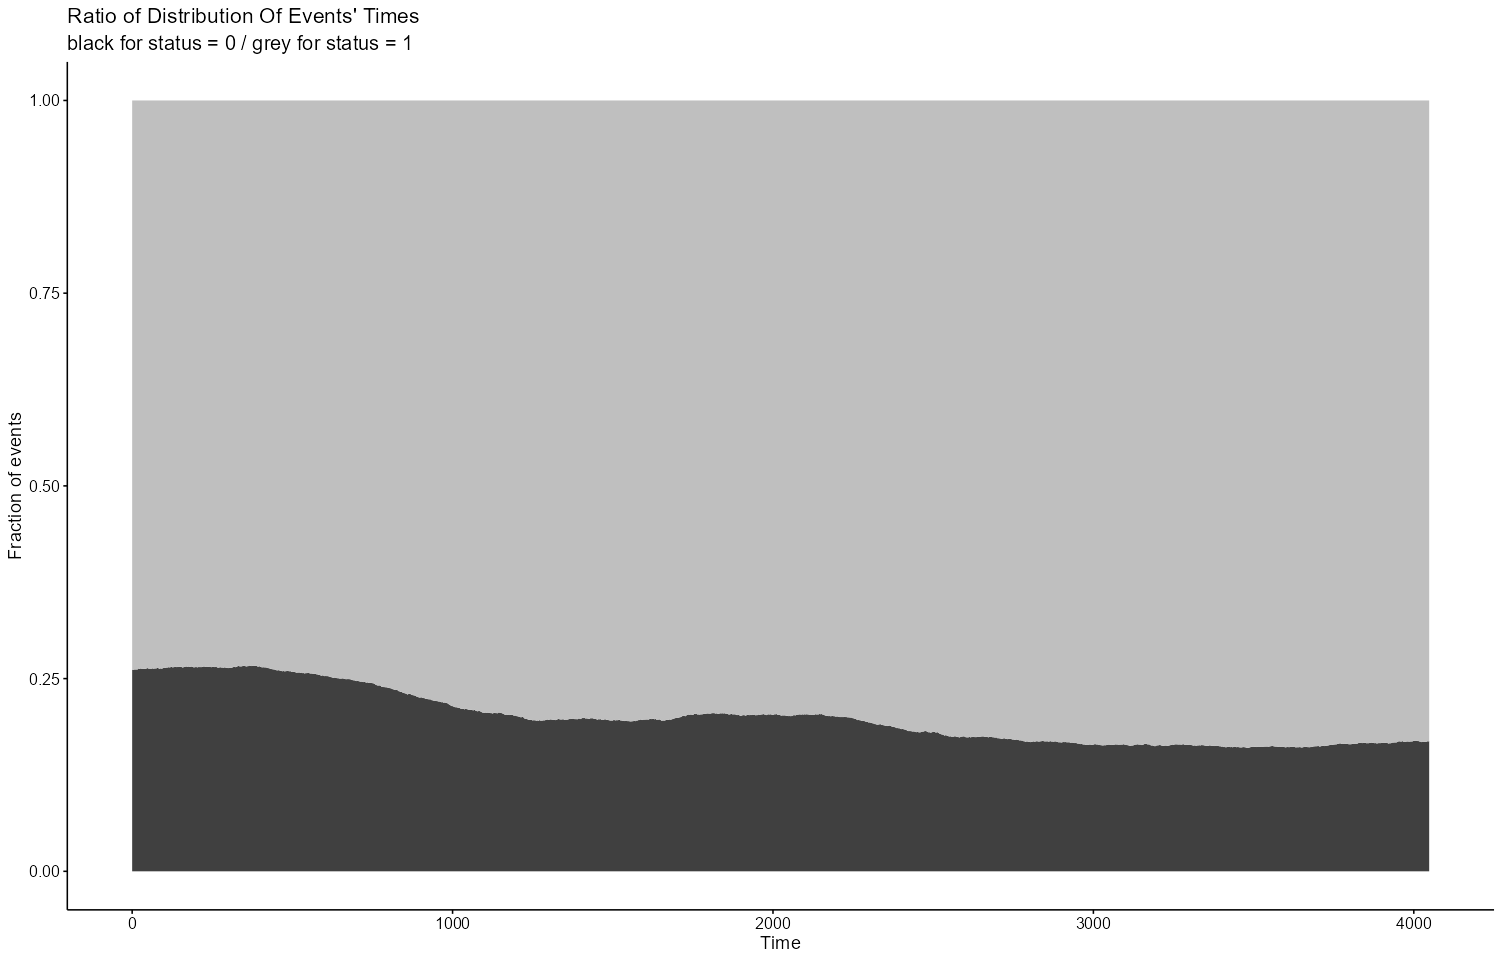 Ratio of Distribution Of Events' Times
black for status = 0 / grey for status = 1
1.00
0.75
0.50
0.25
0.00
Fraction of events
0 1000 2000 3000 4000
Time